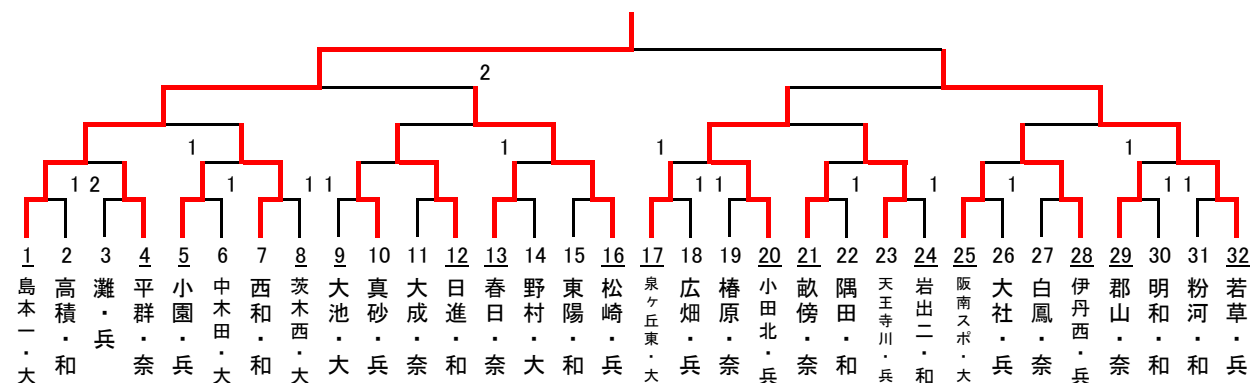 2
1
1
1
1
1 2
1
1 1
1 1
1
1
1
1 1
1 2 3 4 5 6 7 8 9 10 11 12 13 14 15 16 17 18 19 20 21 22 23 24 25 26 27 28 29 30 31 32
島本一・大
高積・和
灘・兵
平群・奈
小園・兵
中木田・大
西和・和
茨木西・大
大池・大
真砂・兵
大成・奈
日進・和
春日・奈
野村・大
東陽・和
松崎・兵
泉ヶ丘東・大
広畑・兵
椿原・奈
小田北・兵
畝傍・奈
隅田・和
天王寺川・兵
岩出二・和
阪南スポ・大
大社・兵
白鳳・奈
伊丹西・兵
郡山・奈
明和・和
粉河・和
若草・兵